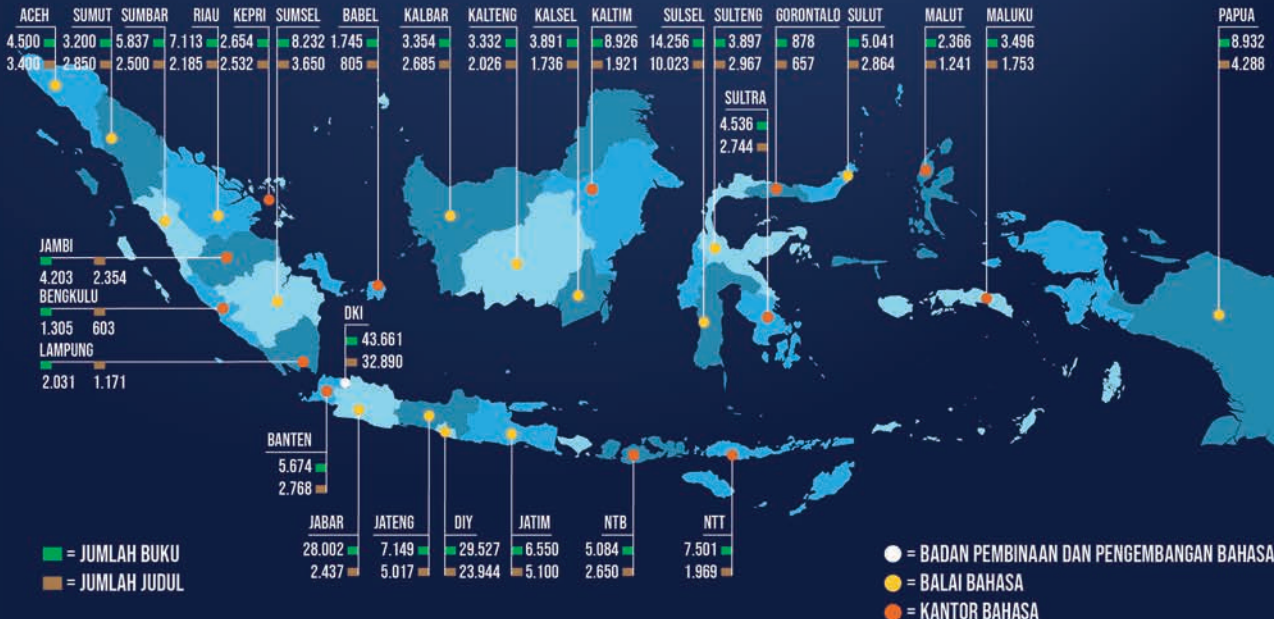 ACEH
4.500
3.400
SUMUT
3.200
2.850
SUMBAR
5.837
2.500
RIAU
7.113
2.185
KEPRI
2.654
2.532
SUMSEL
8.232
3.650
BABEL
1.745
805
KALBAR
3.354
2.685
KALTENG
3.332
2.026
KALSEL
3.891
1.736
KALTIM
8.926
1.921
SULSEL
14.256
10.023
SULTENG
3.897
2.967
GORONTALO
878
657
SULUT
5.041
2.864
MALUT
2.366
1.241
MALUKU
3.496
1.753
PAPUA
8.932
4.288
SULTRA
4.536
2.744
JAMBI
4.203 2.354
BENGKULU
1.305 603
LAMPUNG
2.031 1.171
DKI
43.661
32.890
BANTEN
5.674
2.768
JABAR
28.002
2.437
JATENG
7.149
5.017
DIY
29.527
23.944
JATIM
6.550
5.100
NTB
5.084
2.650
NTT
7.501
1.969
= JUMLAH BUKU
= JUMLAH JUDUL
= BADAN PEMBINAAN DAN PENGEMBANGAN BAHASA
= BALAI BAHASA
= KANTOR BAHASA